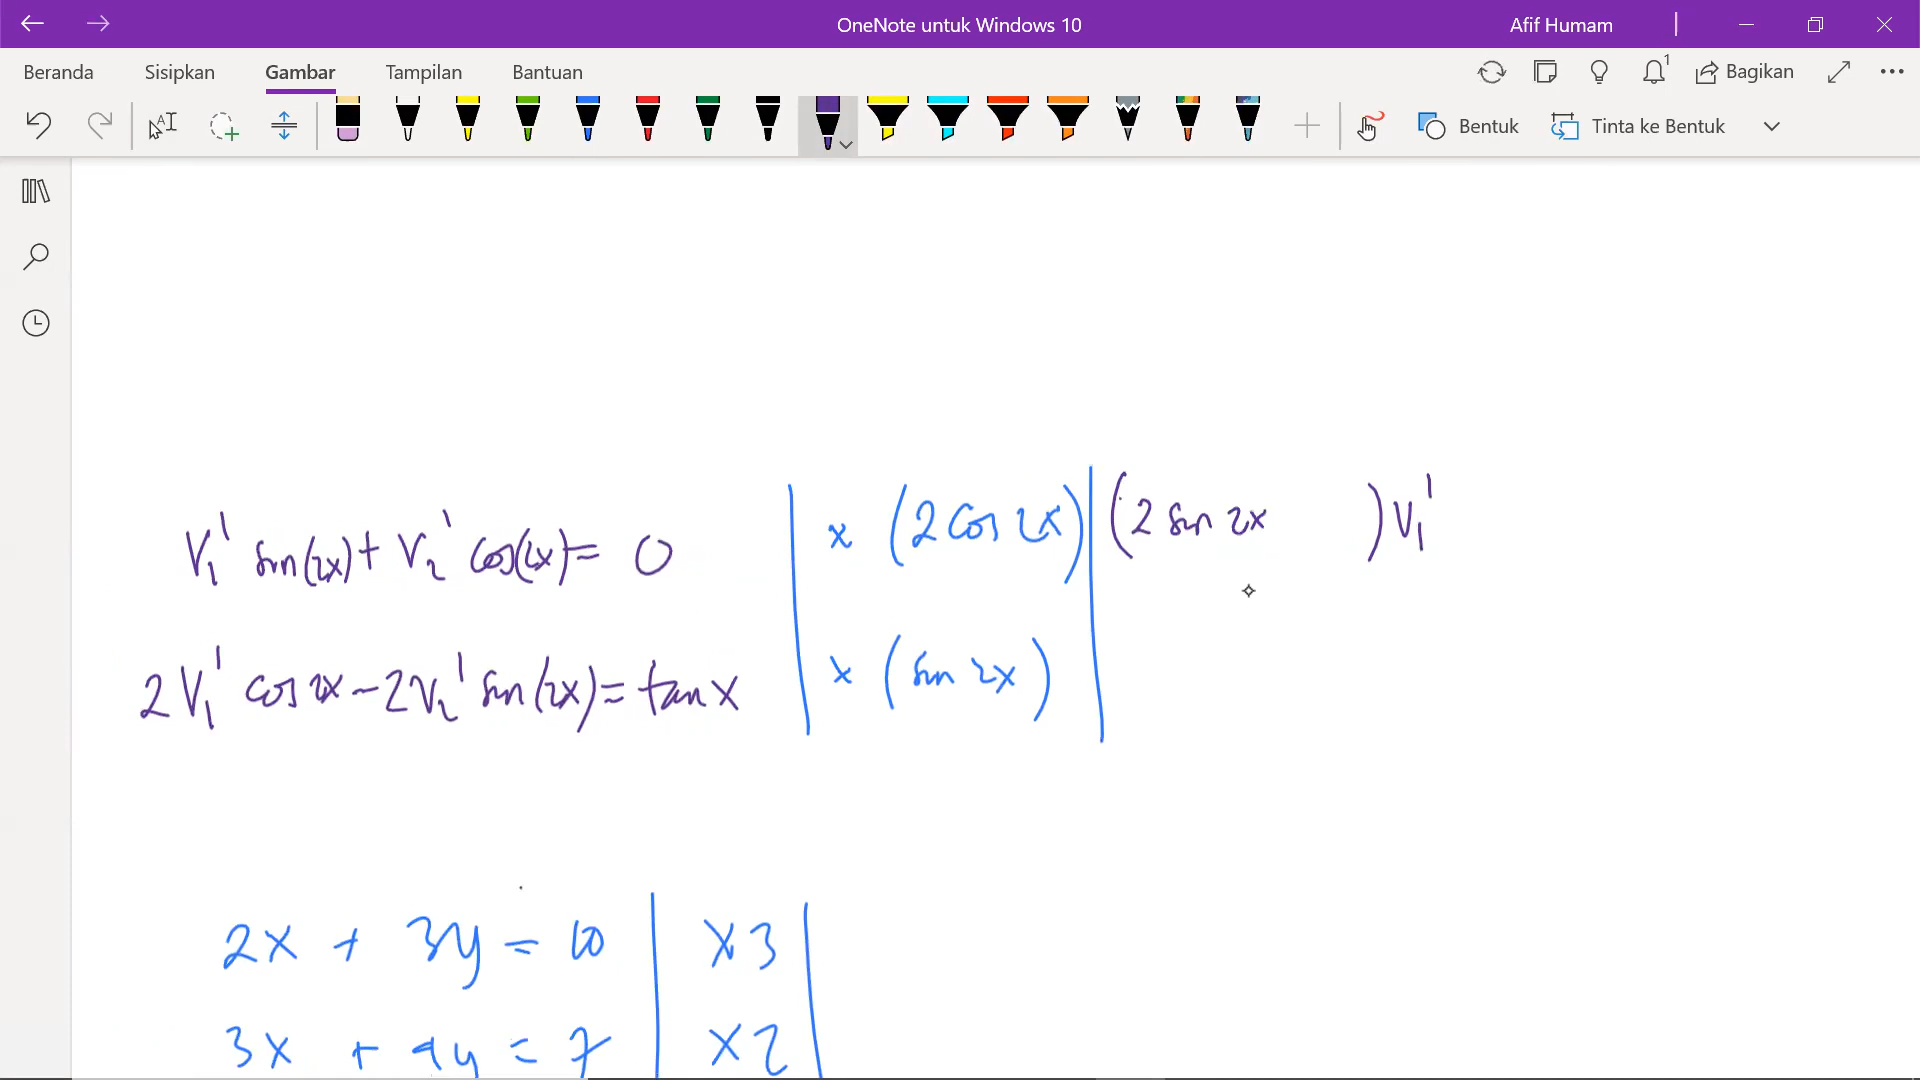 OneNote untuk Windows 10
Afif Humam
Beranda Sisipkan Gambar Tampilan Bantuan
1
Bagikan
Bentuk Tinta ke Bentuk
V₁' sin(2x) + V₂' cos(2x) = 0 | x (2 cos 2x) | (2 sin 2x ) V₁'
2V₁' cos 2x - 2V₂' sin(2x) = tan x | x (sin 2x) |
2x + 3y = 10 | x3 |
3x + 4y = 7 | x2 |